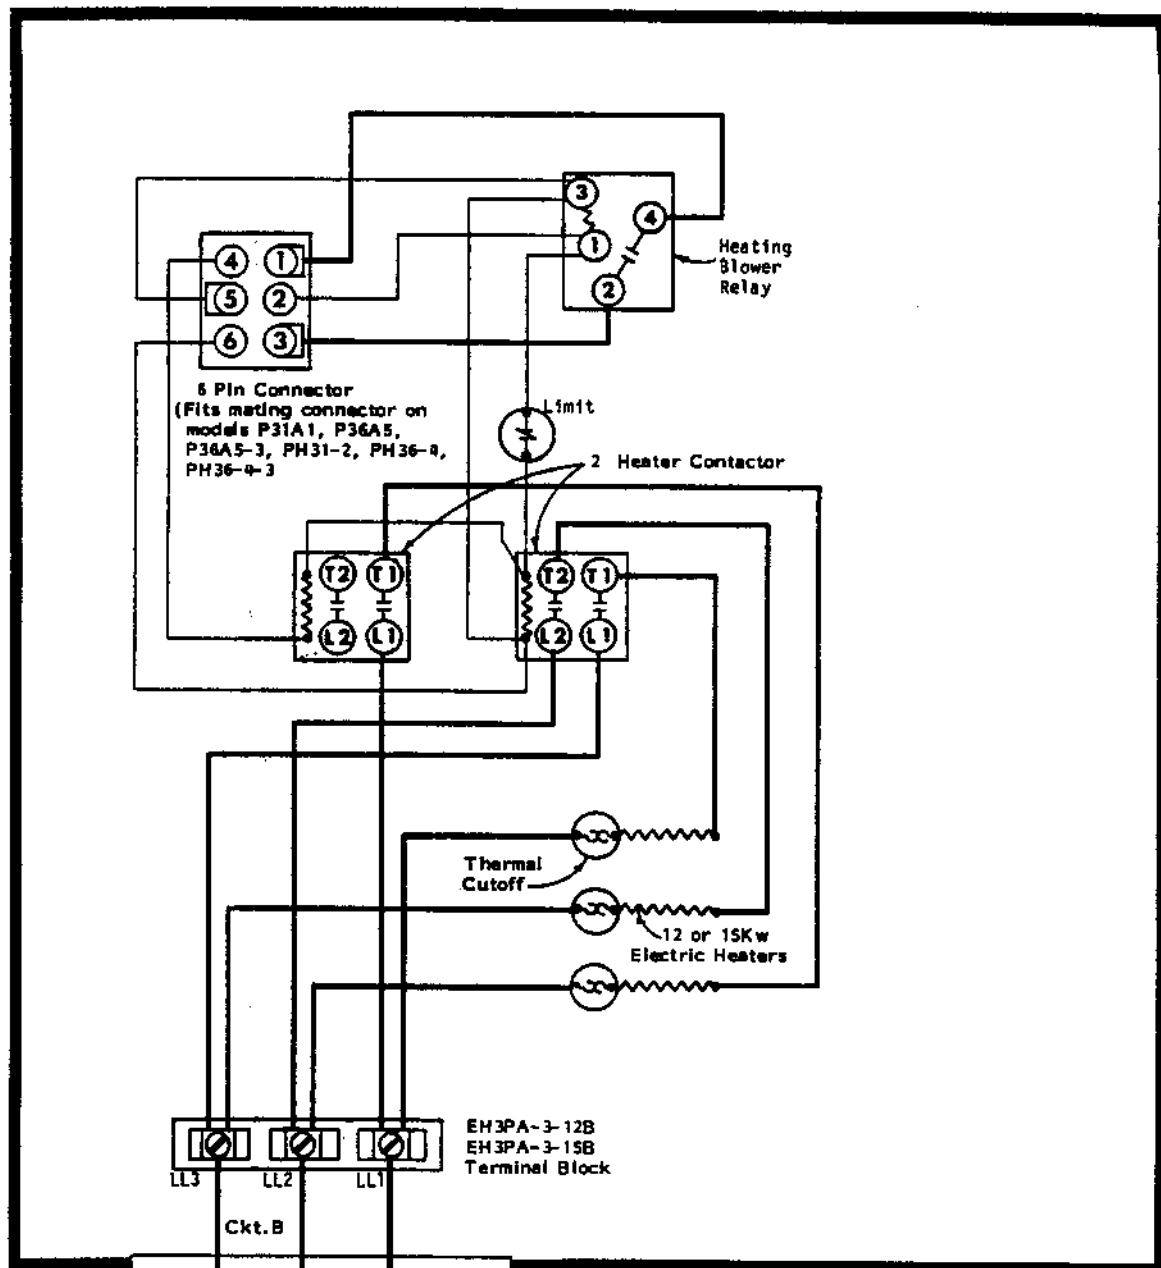 3
4
1
2
Heating
Blower
Relay
4 1
5 2
6 3
6 Pin Connector
(Fits mating connector on
models P31A1, P36A5,
P36A5-3, PH31-2, PH36-4,
PH36-4-3
Limit
2 Heater Contactor
T2 T1
L2 L1
T2 T1
L2 L1
Thermal
Cutoff
12 or 15Kw
Electric Heaters
EH3PA-3-12B
EH3PA-3-15B
Terminal Block
LL3 LL2 LL1
Ckt.B